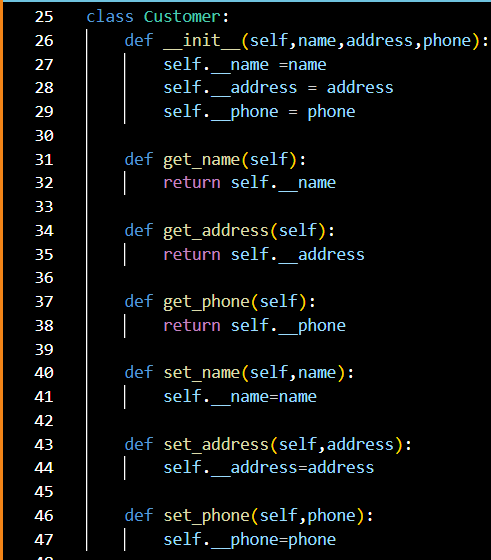 25 class Customer:
26     def __init__(self,name,address,phone):
27         self.__name =name
28         self.__address = address
29         self.__phone = phone
30
31     def get_name(self):
32         return self.__name
33
34     def get_address(self):
35         return self.__address
36
37     def get_phone(self):
38         return self.__phone
39
40     def set_name(self,name):
41         self.__name=name
42
43     def set_address(self,address):
44         self.__address=address
45
46     def set_phone(self,phone):
47         self.__phone=phone